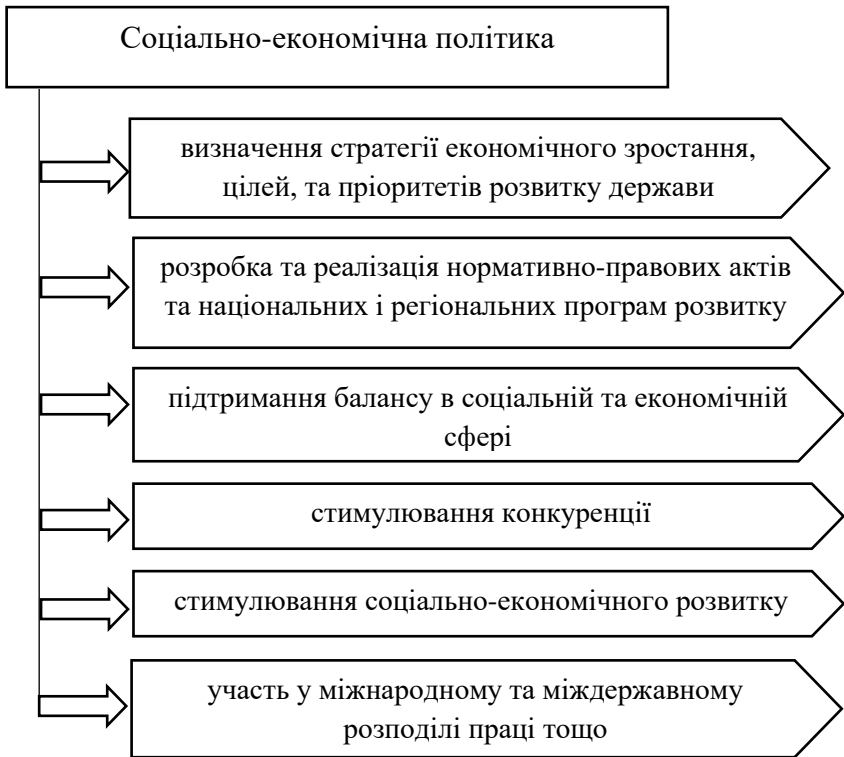 Соціально-економічна політика
визначення стратегії економічного зростання,
цілей, та пріоритетів розвитку держави
розробка та реалізація нормативно-правових актів
та національних і регіональних програм розвитку
підтримання балансу в соціальній та економічній
сфері
стимулювання конкуренції
стимулювання соціально-економічного розвитку
участь у міжнародному та міждержавному
розподілі праці тощо